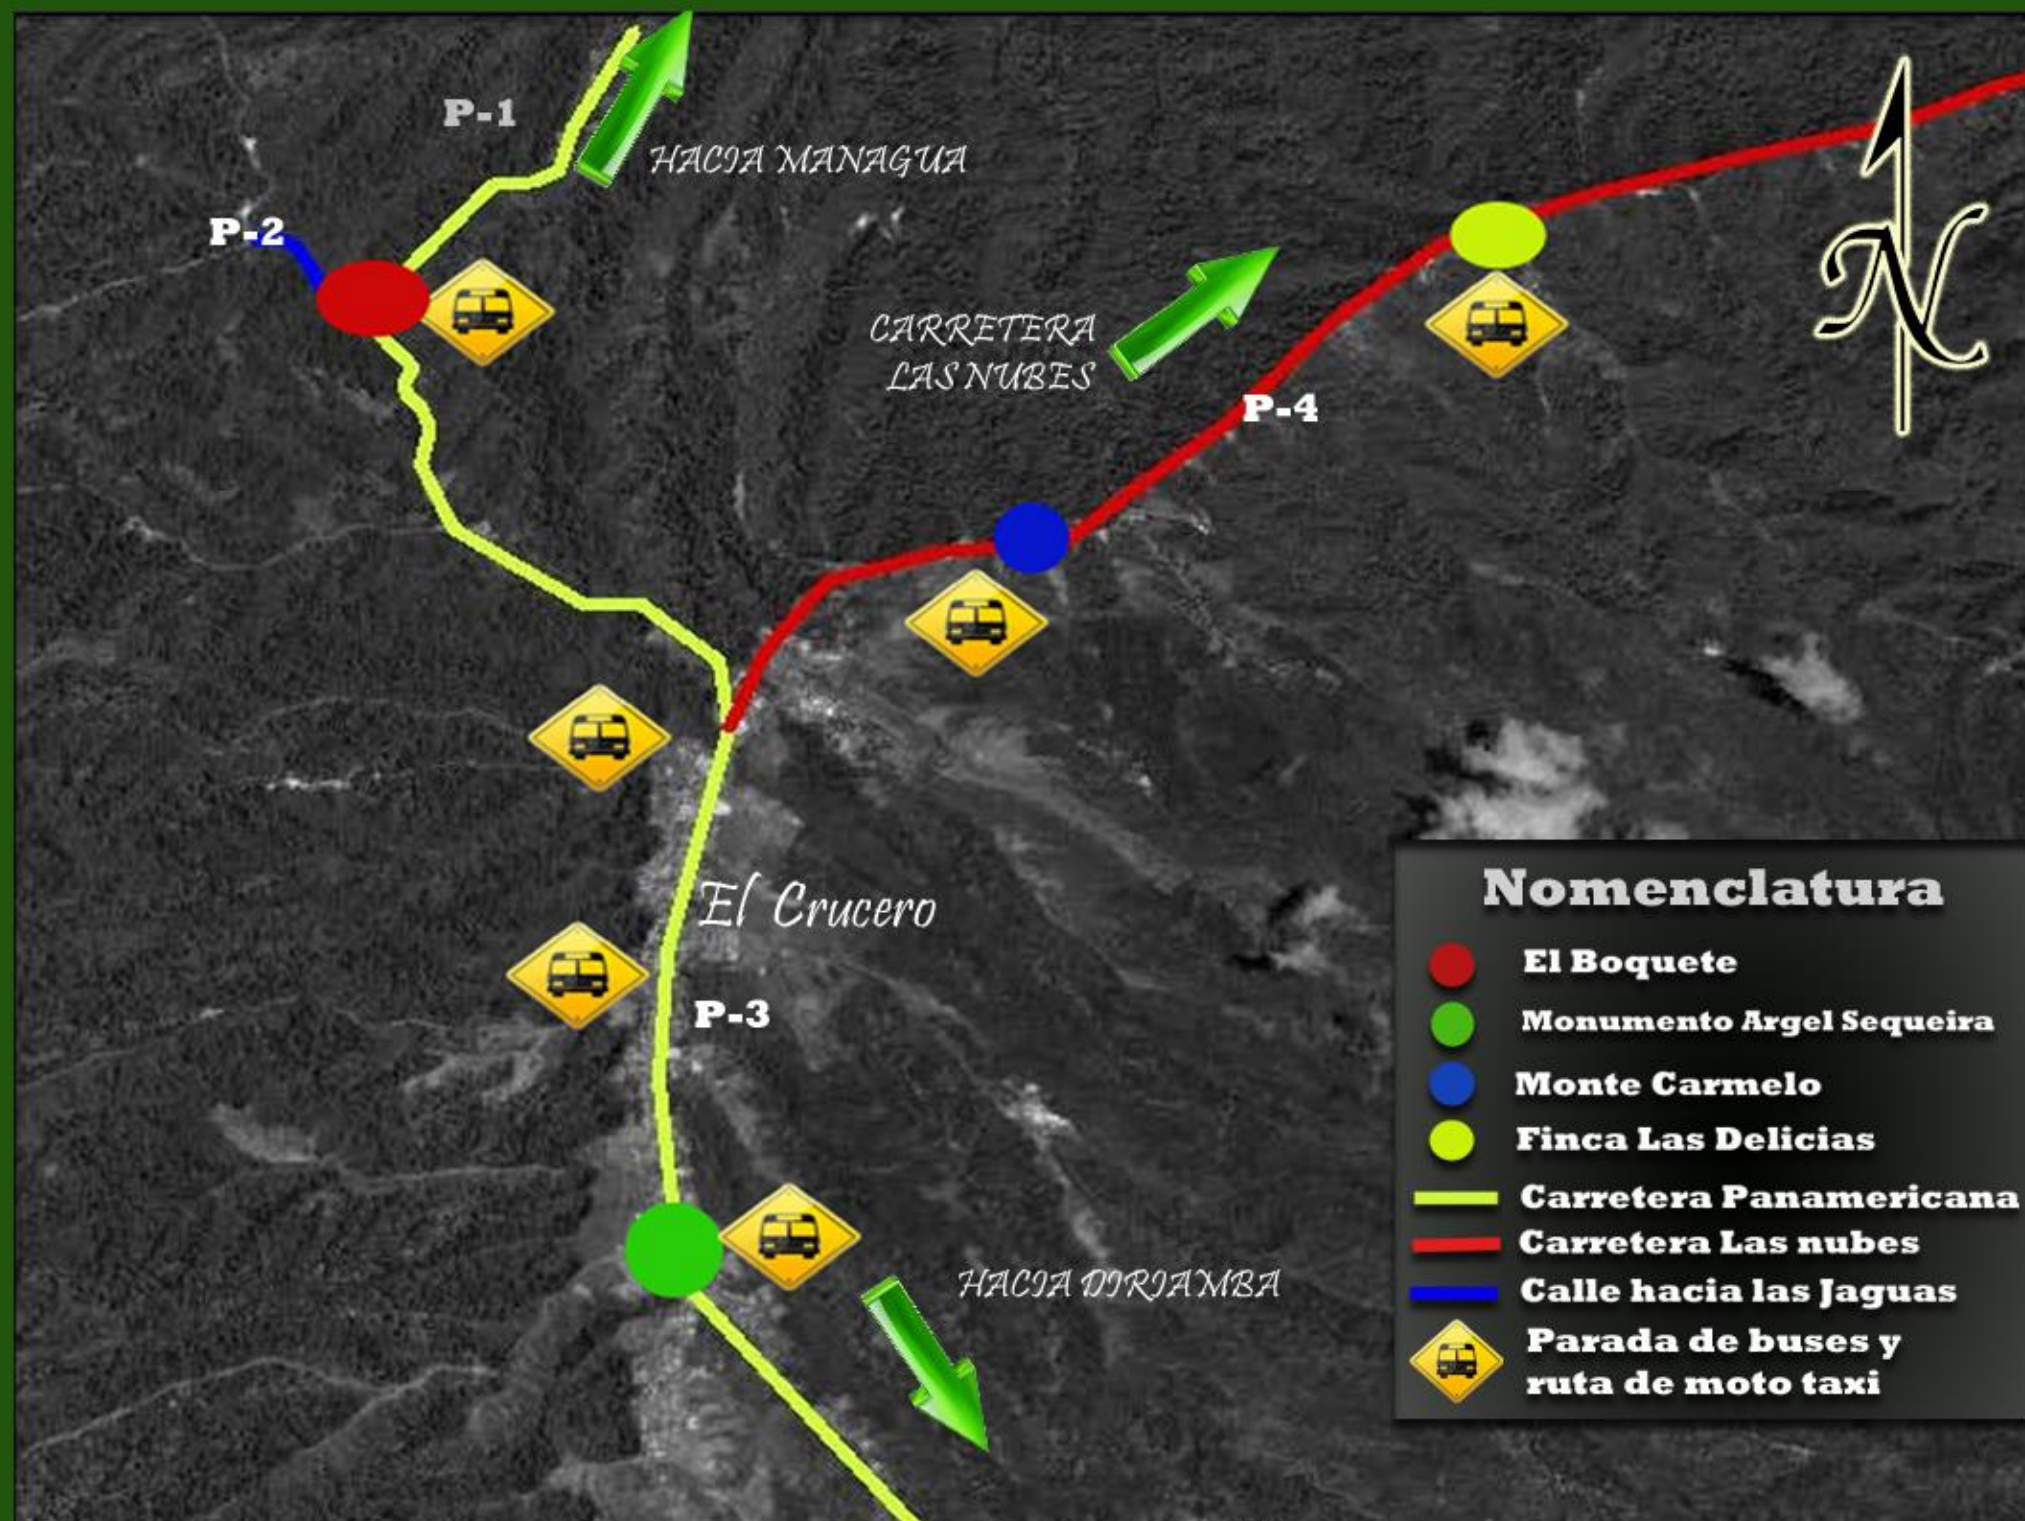 P-1
HACIA MANAGUA
P-2
CARRETERA
LAS NUBES
P-4
N
El Crucero
P-3
HACIA DIRIAMBA
Nomenclatura
El Boquete
Monumento Argel Sequeira
Monte Carmelo
Finca Las Delicias
Carretera Panamericana
Carretera Las nubes
Calle hacia las Jaguas
Parada de buses y
ruta de moto taxi